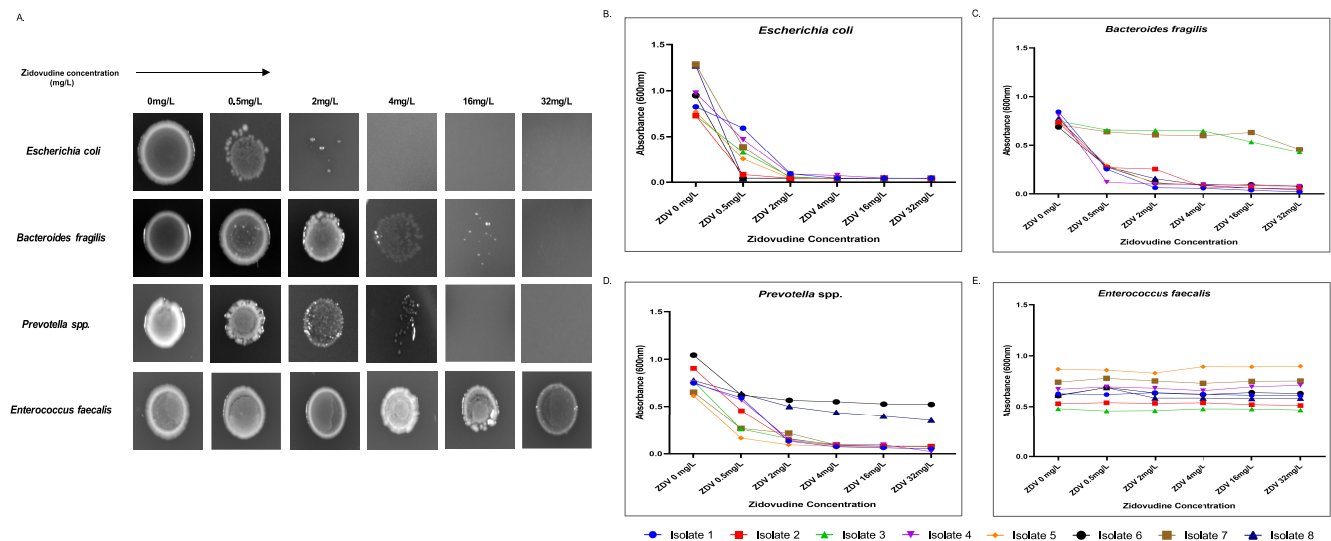 A.
Zidovudine concentration
(mg/L)
0mg/L 0.5mg/L 2mg/L 4mg/L 16mg/L 32mg/L
Escherichia coli
Bacteroides fragilis
Prevotella spp.
Enterococcus faecalis
B.
Escherichia coli
Absorbance (600nm)
1.5
1.0
0.5
0.0
ZDV 0 mg/L ZDV 0.5mg/L ZDV 2mg/L ZDV 4mg/L ZDV 16mg/L ZDV 32mg/L
Zidovudine Concentration
C.
Bacteroides fragilis
Absorbance (600nm)
1.5
1.0
0.5
0.0
ZDV 0 mg/L ZDV 0.5mg/L ZDV 2mg/L ZDV 4mg/L ZDV 16mg/L ZDV 32mg/L
Zidovudine Concentration
D.
Prevotella spp.
Absorbance (600nm)
1.5
1.0
0.5
0.0
ZDV 0 mg/L ZDV 0.5mg/L ZDV 2mg/L ZDV 4mg/L ZDV 16mg/L ZDV 32mg/L
Zidovudine Concentration
E.
Enterococcus faecalis
Absorbance (600nm)
1.5
1.0
0.5
0.0
ZDV 0 mg/L ZDV 0.5mg/L ZDV 2mg/L ZDV 4mg/L ZDV 16mg/L ZDV 32mg/L
Zidovudine Concentration
Isolate 1 Isolate 2 Isolate 3 Isolate 4 Isolate 5 Isolate 6 Isolate 7 Isolate 8